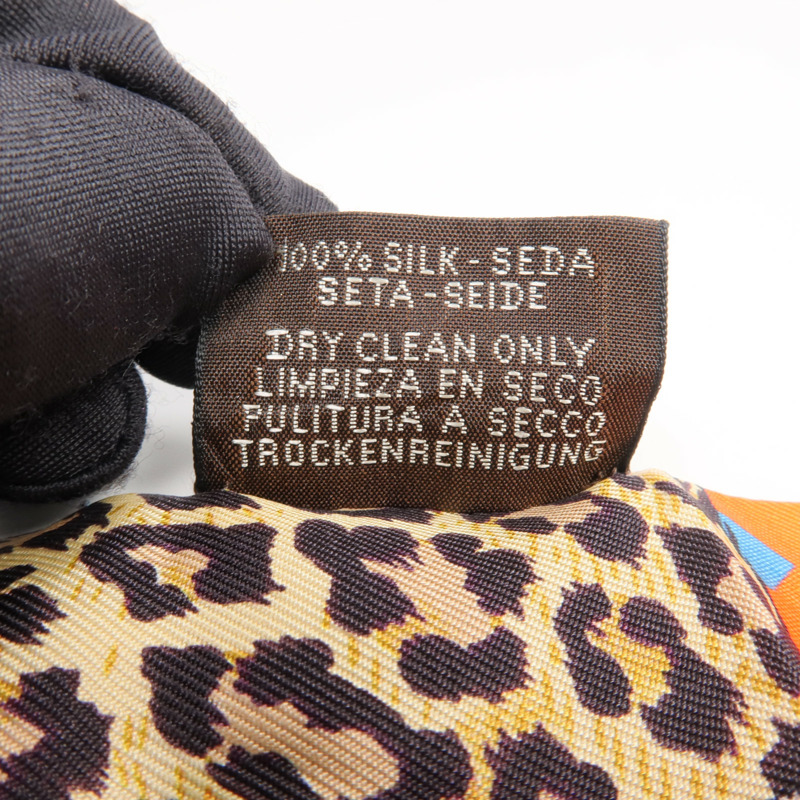 100% SILK - SEDA
SETA - SEIDE
DRY CLEAN ONLY
LIMPIEZA EN SECO
PULITURA A SECCO
TROCKENREINIGUNG